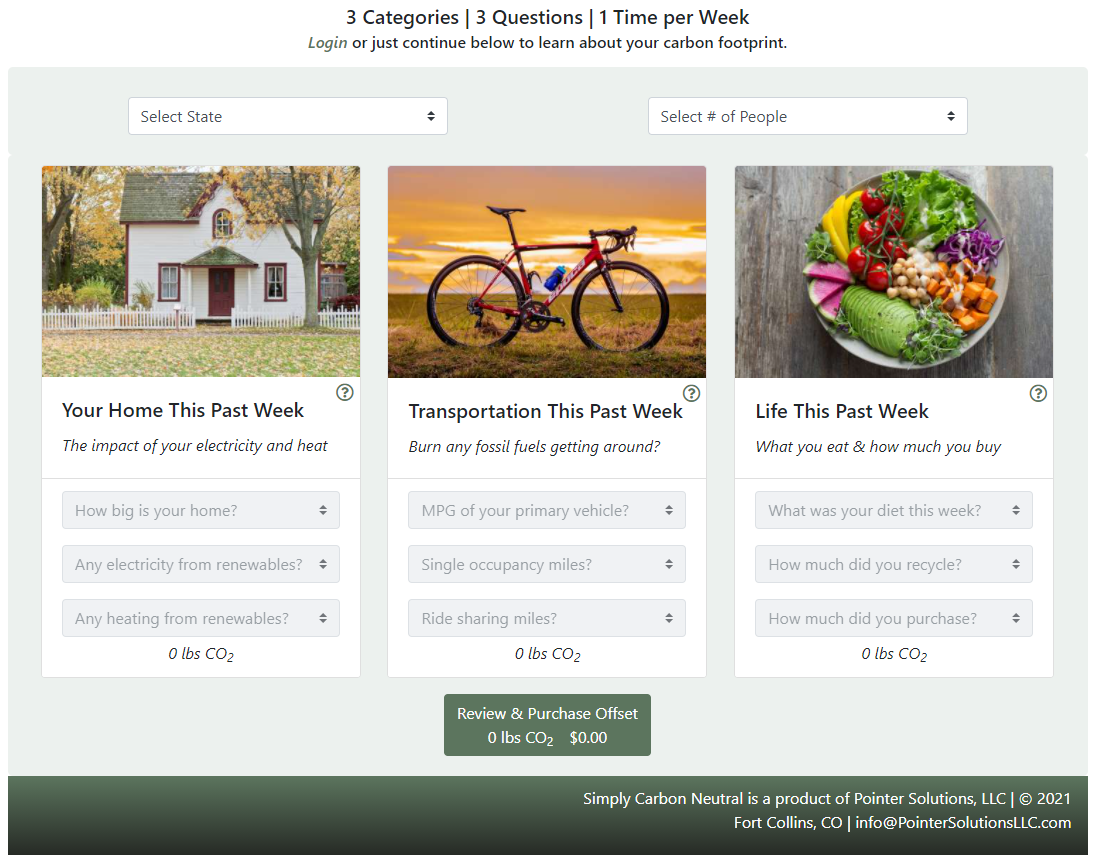 3 Categories | 3 Questions | 1 Time per Week
Login or just continue below to learn about your carbon footprint.
Select State
Select # of People
Your Home This Past Week
The impact of your electricity and heat
How big is your home?
Any electricity from renewables?
Any heating from renewables?
0 lbs CO2
Transportation This Past Week
Burn any fossil fuels getting around?
MPG of your primary vehicle?
Single occupancy miles?
Ride sharing miles?
0 lbs CO2
Life This Past Week
What you eat & how much you buy
What was your diet this week?
How much did you recycle?
How much did you purchase?
0 lbs CO2
Review & Purchase Offset
0 lbs CO2 $0.00
Simply Carbon Neutral is a product of Pointer Solutions, LLC | © 2021
Fort Collins, CO | info@PointerSolutionsLLC.com